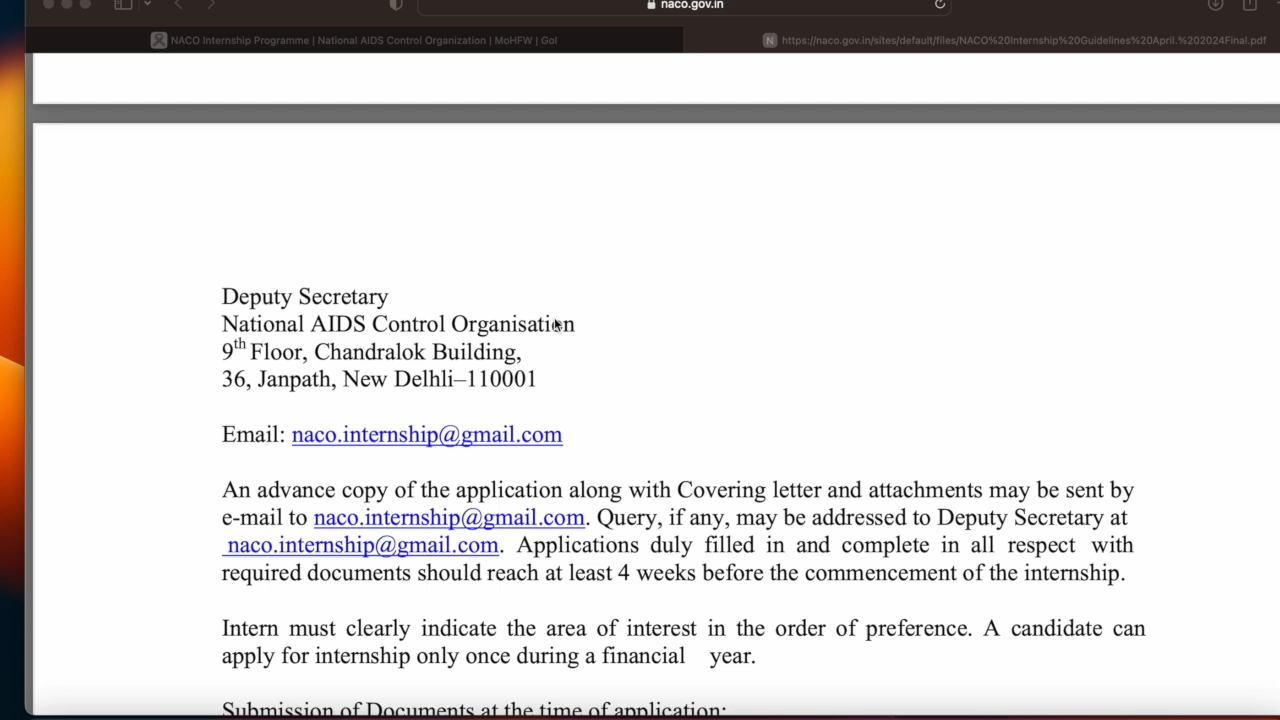 naco.gov.in
NACO Internship Programme | National AIDS Control Organization | MoHFW | GoI
N https://naco.gov.in/sites/default/files/NACO%20Internship%20Guidelines%20April.%202024Final.pdf
Deputy Secretary
National AIDS Control Organisation
9th Floor, Chandralok Building,
36, Janpath, New Delhli–110001
Email: naco.internship@gmail.com
An advance copy of the application along with Covering letter and attachments may be sent by
e-mail to naco.internship@gmail.com. Query, if any, may be addressed to Deputy Secretary at
naco.internship@gmail.com. Applications duly filled in and complete in all respect with
required documents should reach at least 4 weeks before the commencement of the internship.
Intern must clearly indicate the area of interest in the order of preference. A candidate can
apply for internship only once during a financial year.
Submission of Documents at the time of application: